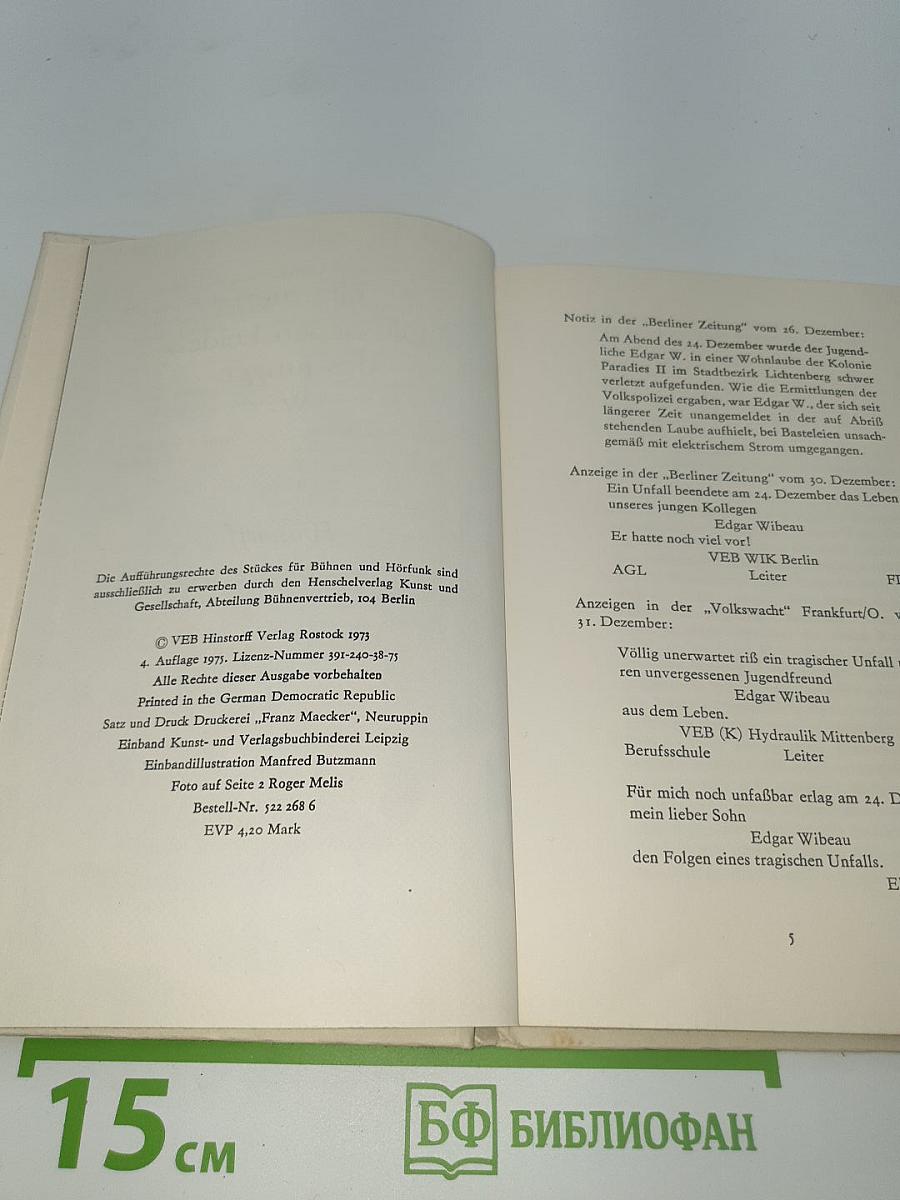 Die Aufführungsrechte des Stückes für Bühnen und Hörfunk sind
ausschließlich zu erwerben durch den Henschelverlag Kunst und
Gesellschaft, Abteilung Bühnenvertrieb, 104 Berlin
© VEB Hinstorff Verlag Rostock 1973
4. Auflage 1975. Lizenz-Nummer 391-240-38-75
Alle Rechte dieser Ausgabe vorbehalten
Printed in the German Democratic Republic
Satz und Druck Druckerei „Franz Maecker“, Neuruppin
Einband Kunst- und Verlagsbuchbinderei Leipzig
Einbandillustration Manfred Butzmann
Foto auf Seite 2 Roger Melis
Bestell-Nr. 522 268 6
EVP 4,20 Mark
Notiz in der „Berliner Zeitung“ vom 26. Dezember:
Am Abend des 24. Dezember wurde der Jugend-
liche Edgar W. in einer Wohnlaube der Kolonie
Paradies II im Stadtbezirk Lichtenberg schwer
verletzt aufgefunden. Wie die Ermittlungen der
Volkspolizei ergaben, war Edgar W., der sich seit
längerer Zeit unangemeldet in der auf Abriß
stehenden Laube aufhielt, bei Basteleien unsach-
gemäß mit elektrischem Strom umgegangen.
Anzeige in der „Berliner Zeitung“ vom 30. Dezember:
Ein Unfall beendete am 24. Dezember das Leben
unseres jungen Kollegen
Edgar Wibeau
Er hatte noch viel vor!
VEB WIK Berlin
AGL Leiter
Anzeigen in der „Volkswacht“ Frankfurt/O.
31. Dezember:
Völlig unerwartet riß ein tragischer Unfall
ren unvergessenen Jugendfreund
Edgar Wibeau
aus dem Leben.
VEB (K) Hydraulik Mittenberg
Berufsschule Leiter
Für mich noch unfaßbar erlag am 24. D
mein lieber Sohn
Edgar Wibeau
den Folgen eines tragischen Unfalls.
5
15 см
БФ БИБЛИОФАН